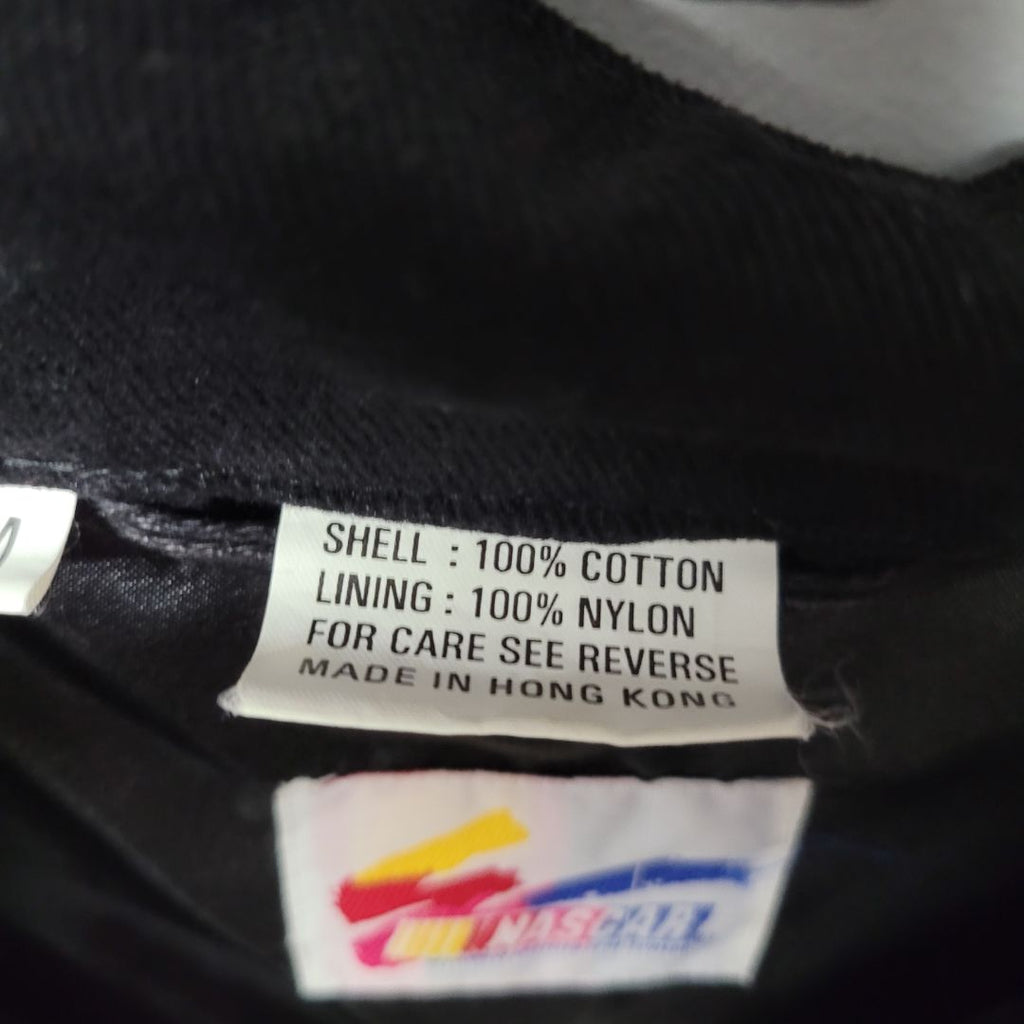 SHELL : 100% COTTON
LINING : 100% NYLON
FOR CARE SEE REVERSE
MADE IN HONG KONG
NASCAR